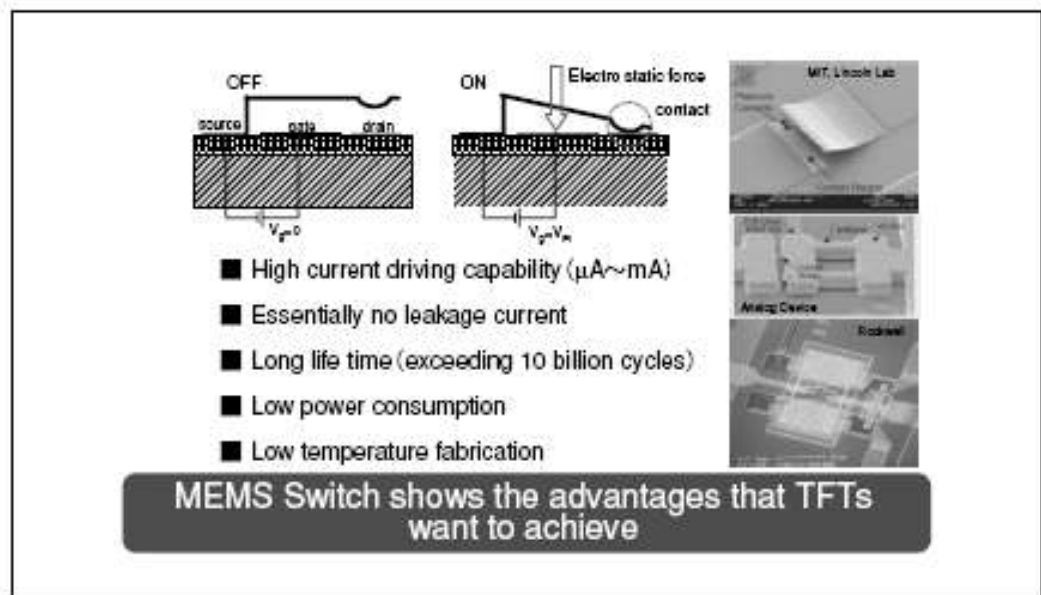 OFF
source gate drain
Vg=0
ON
Electro static force
contact
MIT, Lincoln Lab
Analog Device
Rockwell
■ High current driving capability (μA～mA)
■ Essentially no leakage current
■ Long life time (exceeding 10 billion cycles)
■ Low power consumption
■ Low temperature fabrication
MEMS Switch shows the advantages that TFTs
want to achieve